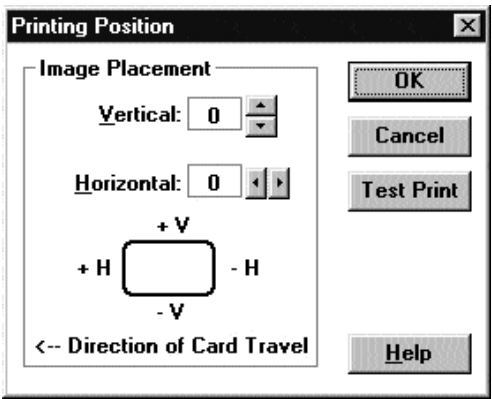 Printing Position
Image Placement
Vertical: 0
Horizontal: 0
+ V
+ H - H
- V
<-- Direction of Card Travel
OK
Cancel
Test Print
Help